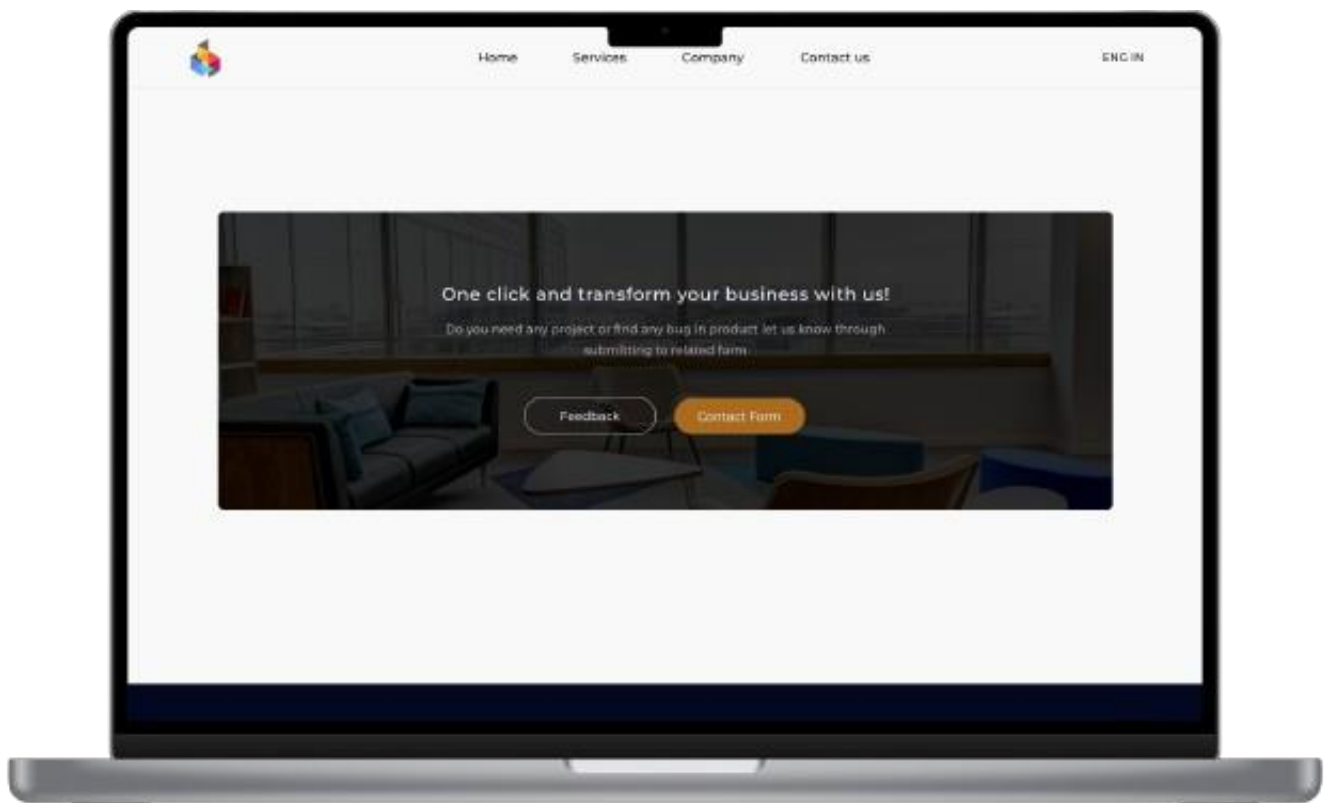 Home Services Company Contact us ENG IN
One click and transform your business with us!
Do you need any project or find any bug in product let us know through
submitting to related form
Feedback Contact Form